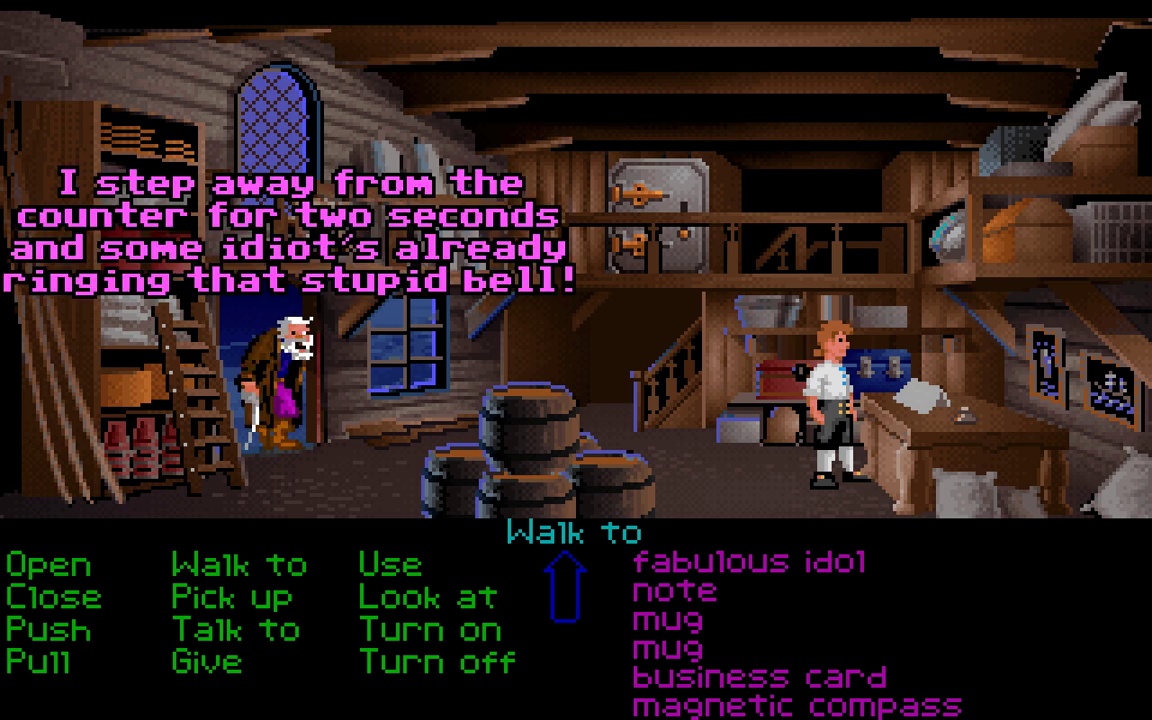 I step away from the
counter for two seconds
and some idiot's already
ringing that stupid bell!
Walk to
Open Walk to Use
Close Pick up Look at
Push Talk to Turn on
Pull Give Turn off
fabulous idol
note
mug
mug
business card
magnetic compass